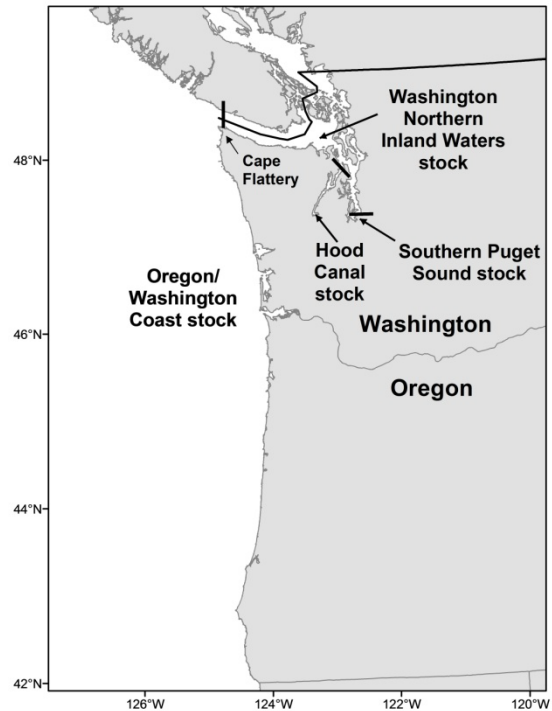 Washington
Northern
Inland Waters
stock
48°N
Cape
Flattery
Hood
Canal
stock
Southern Puget
Sound stock
Oregon/
Washington
Coast stock
Washington
46°N
Oregon
44°N
42°N
126°W
124°W
122°W
120°W